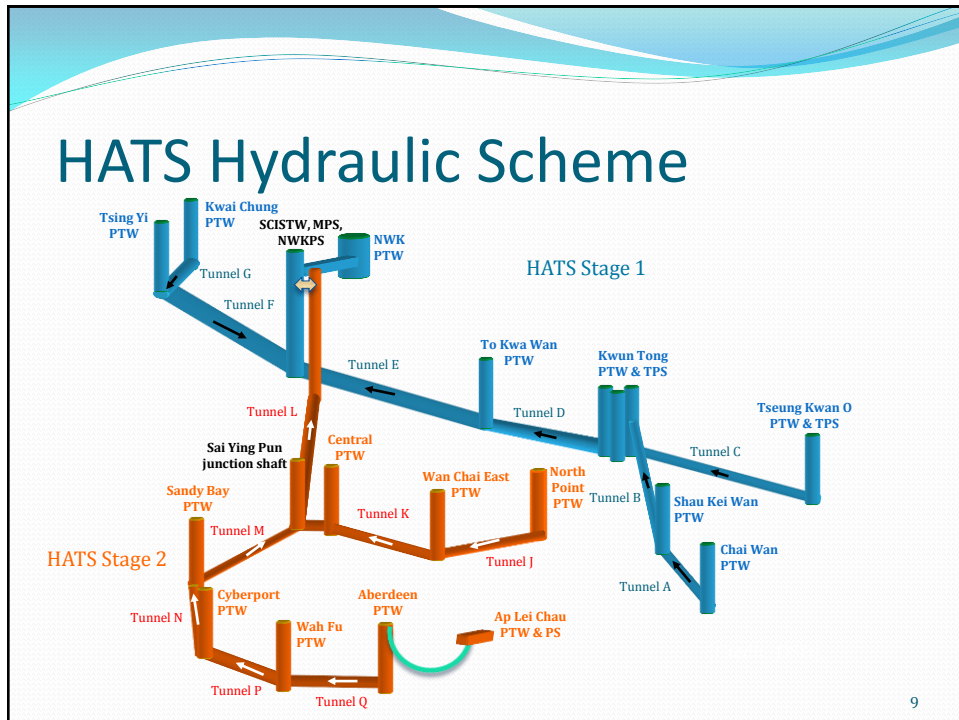 HATS Hydraulic Scheme
Kwai Chung
PTW
Tsing Yi
PTW
SCISTW, MPS,
NWKPS
NWK
PTW
HATS Stage 1
Tunnel G
Tunnel F
To Kwa Wan
PTW
Kwun Tong
PTW & TPS
Tunnel E
Tseung Kwan O
PTW & TPS
Tunnel L
Tunnel D
Tunnel C
Sai Ying Pun
junction shaft
Central
PTW
Wan Chai East
PTW
North
Point
PTW
Tunnel B
Shau Kei Wan
PTW
Sandy Bay
PTW
Tunnel M
Tunnel K
Tunnel J
HATS Stage 2
Chai Wan
PTW
Tunnel A
Cyberport
PTW
Aberdeen
PTW
Tunnel N
Wah Fu
PTW
Ap Lei Chau
PTW & PS
Tunnel P
Tunnel Q
9